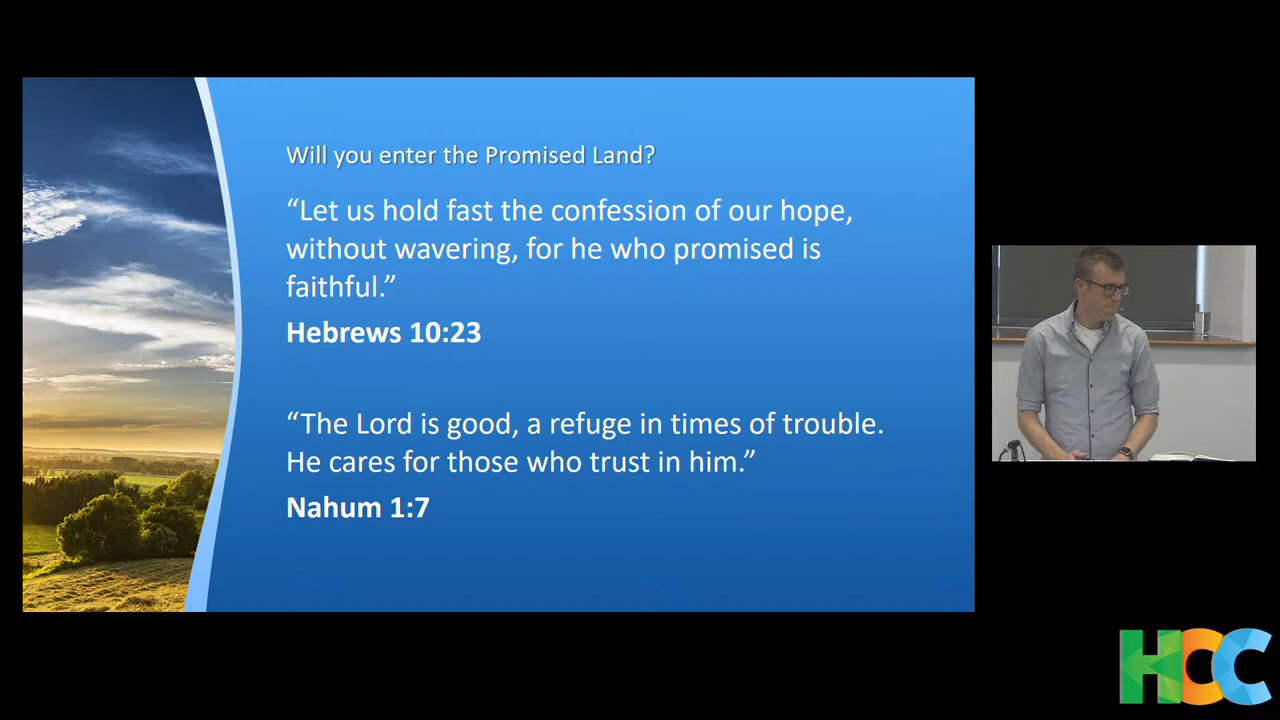 Will you enter the Promised Land?
“Let us hold fast the confession of our hope,
without wavering, for he who promised is
faithful.”
Hebrews 10:23
“The Lord is good, a refuge in times of trouble.
He cares for those who trust in him.”
Nahum 1:7
HCC